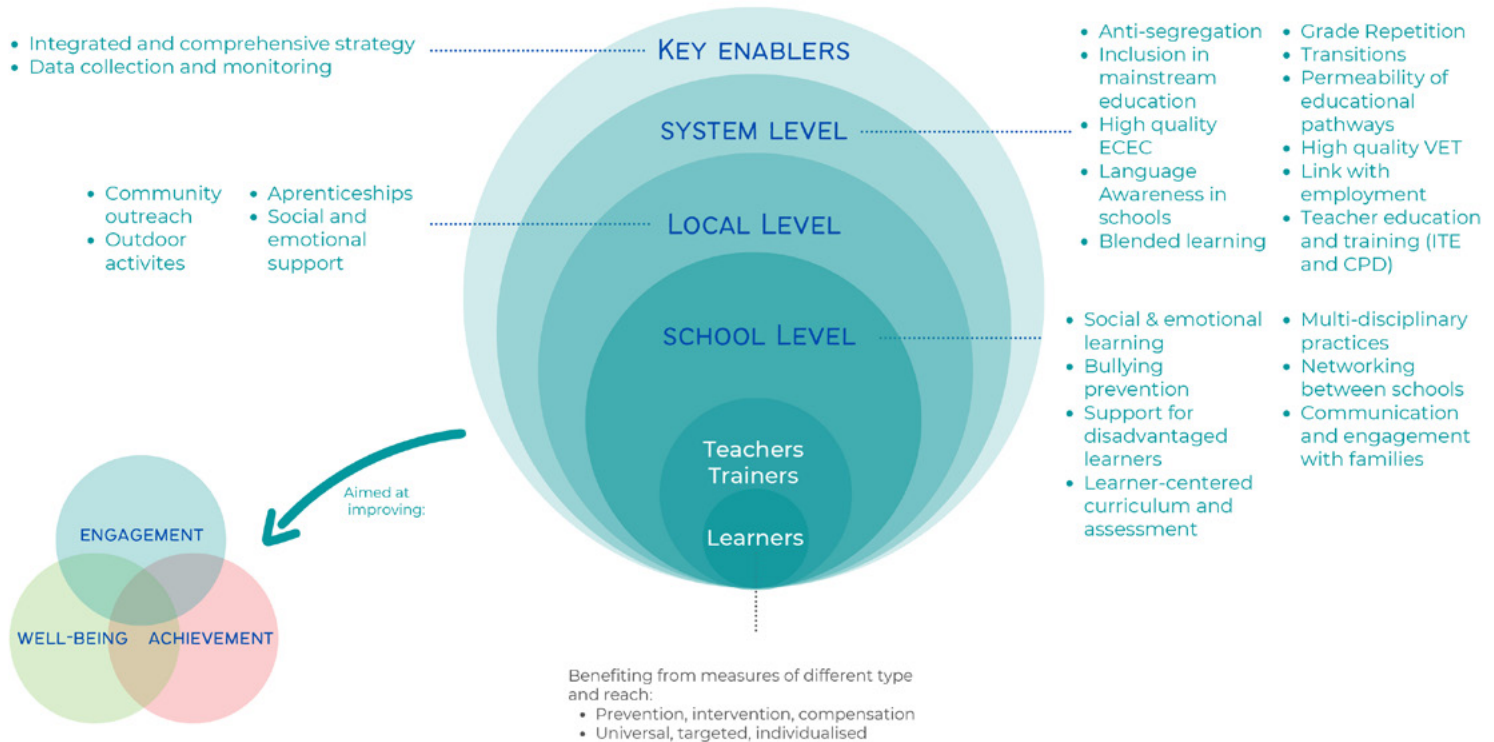 • Integrated and comprehensive strategy
• Data collection and monitoring
KEY ENABLERS
SYSTEM LEVEL
• Anti-segregation
• Inclusion in
mainstream
education
• High quality
ECEC
• Language
Awareness in
schools
• Blended learning
• Grade Repetition
• Transitions
• Permeability of
educational
pathways
• High quality VET
• Link with
employment
• Teacher education
and training (ITE
and CPD)
• Community
outreach
• Outdoor
activites
• Aprenticeships
• Social and
emotional
support
LOCAL LEVEL
SCHOOL LEVEL
• Social & emotional
learning
• Bullying
prevention
• Support for
disadvantaged
learners
• Learner-centered
curriculum and
assessment
• Multi-disciplinary
practices
• Networking
between schools
• Communication
and engagement
with families
Teachers
Trainers
Learners
Aimed at
improving:
ENGAGEMENT
WELL-BEING
ACHIEVEMENT
Benefiting from measures of different type
and reach:
• Prevention, intervention, compensation
• Universal, targeted, individualised